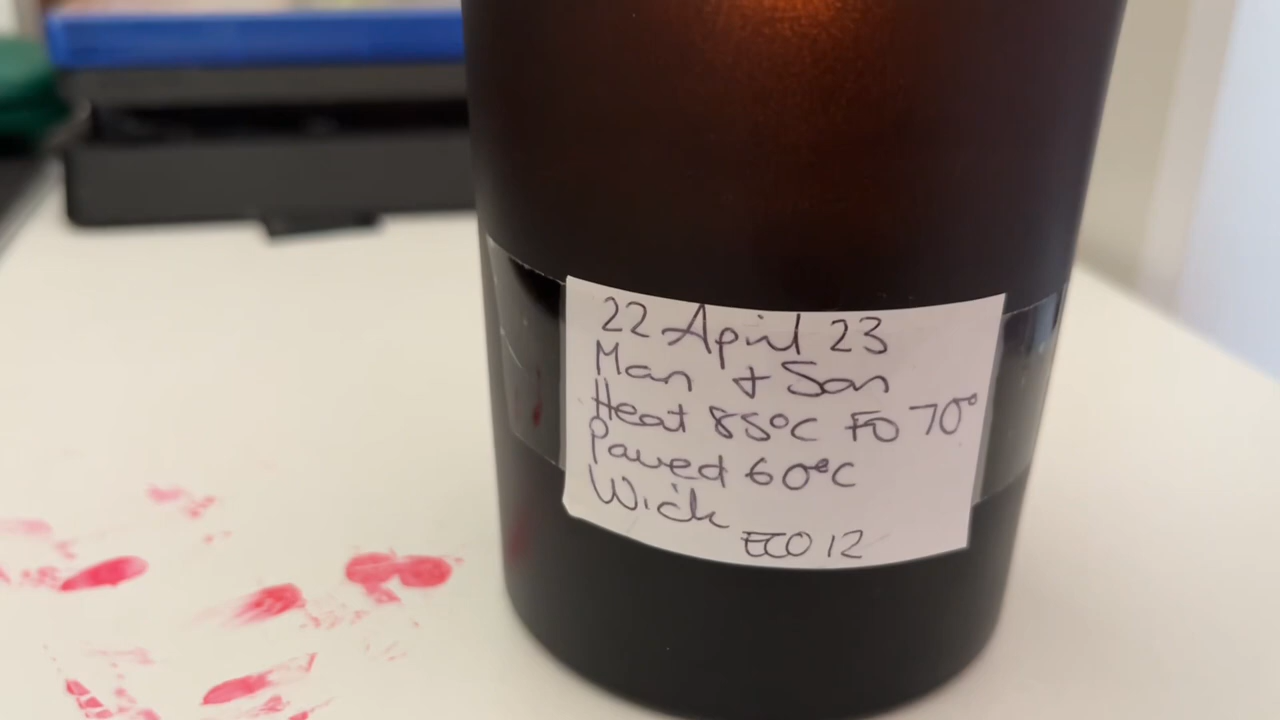 22 April 23
Man + Son
Heat 85°C FO 70°
Poured 60°C
Wick
ECO 12